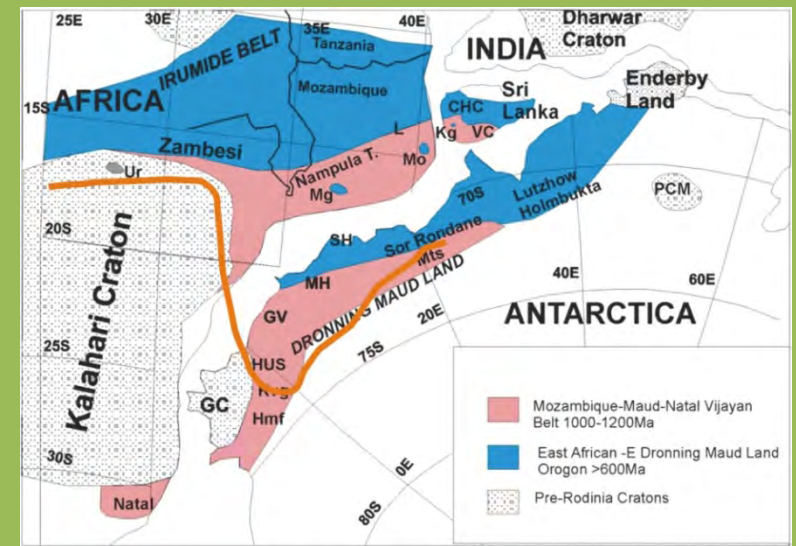 25E
30E
35E
40E
Dharwar
Craton
INDIA
Tanzania
IRUMIDE BELT
Mozambique
Enderby
Land
Sri
Lanka
CHC
15S
AFRICA
L
Kg
VC
Zambesi
Nampula T.
Mo
Ur
Mg
70S
Lutzhow
Holmbukta
PCM
20S
SH
Sor Rondane
Mts
MH
DRONNING MAUD LAND
40E
60E
GV
20E
ANTARCTICA
Kalahari Craton
25S
75S
HUS
GC
Hmf
Mozambique-Maud-Natal Vijayan
Belt 1000-1200Ma
30S
East African -E Dronning Maud Land
Orogon >600Ma
0E
Natal
Pre-Rodinia Cratons
80S